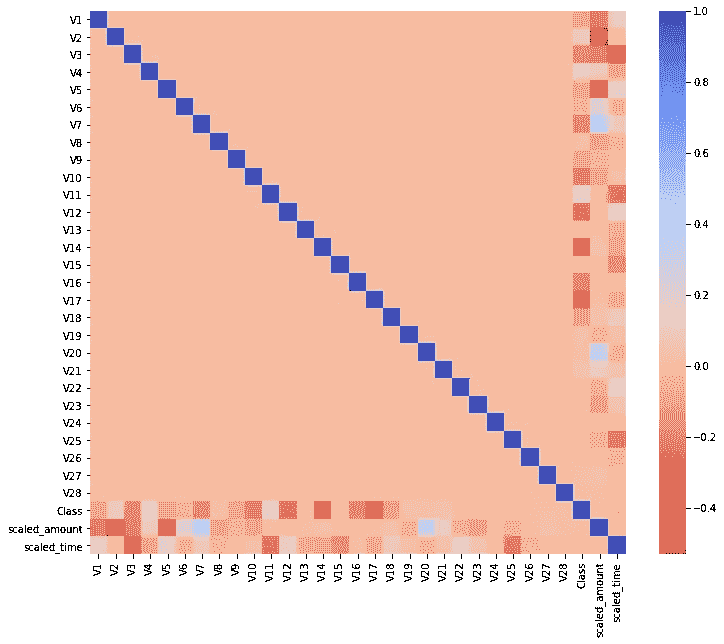 V1
V2
V3
V4
V5
V6
V7
V8
V9
V10
V11
V12
V13
V14
V15
V16
V17
V18
V19
V20
V21
V22
V23
V24
V25
V26
V27
V28
Class
scaled_amount
scaled_time
V1 V2 V3 V4 V5 V6 V7 V8 V9 V10 V11 V12 V13 V14 V15 V16 V17 V18 V19 V20 V21 V22 V23 V24 V25 V26 V27 V28 Class scaled_amount scaled_time
1.0
0.8
0.6
0.4
0.2
0.0
−0.2
−0.4